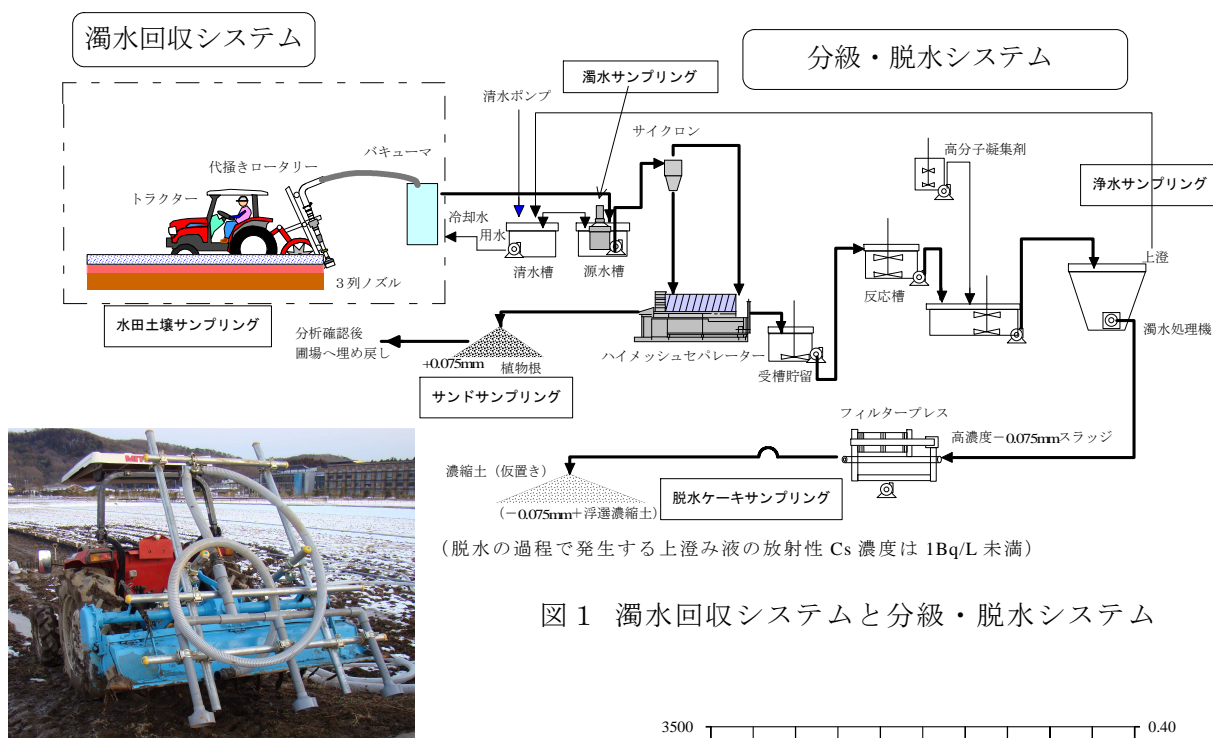 濁水回収システム
分級・脱水システム
濁水サンプリング
清水ポンプ
サイクロン
バキューマ
代掻きロータリー
トラクター
高分子凝集剤
浄水サンプリング
冷却水
用水
清水槽
源水槽
3列ノズル
反応槽
上澄
濁水処理機
水田土壌サンプリング
分析確認後
圃場へ埋め戻し
+0.075mm
植物根
ハイメッシュセパレーター
受槽貯留
サンドサンプリング
フィルタープレス
高濃度−0.075mmスラッジ
濃縮土（仮置き）
（−0.075mm＋浮選濃縮土）
脱水ケーキサンプリング
（脱水の過程で発生する上澄み液の放射性 Cs 濃度は 1Bq/L 未満）
図1 濁水回収システムと分級・脱水システム
3500
0.40